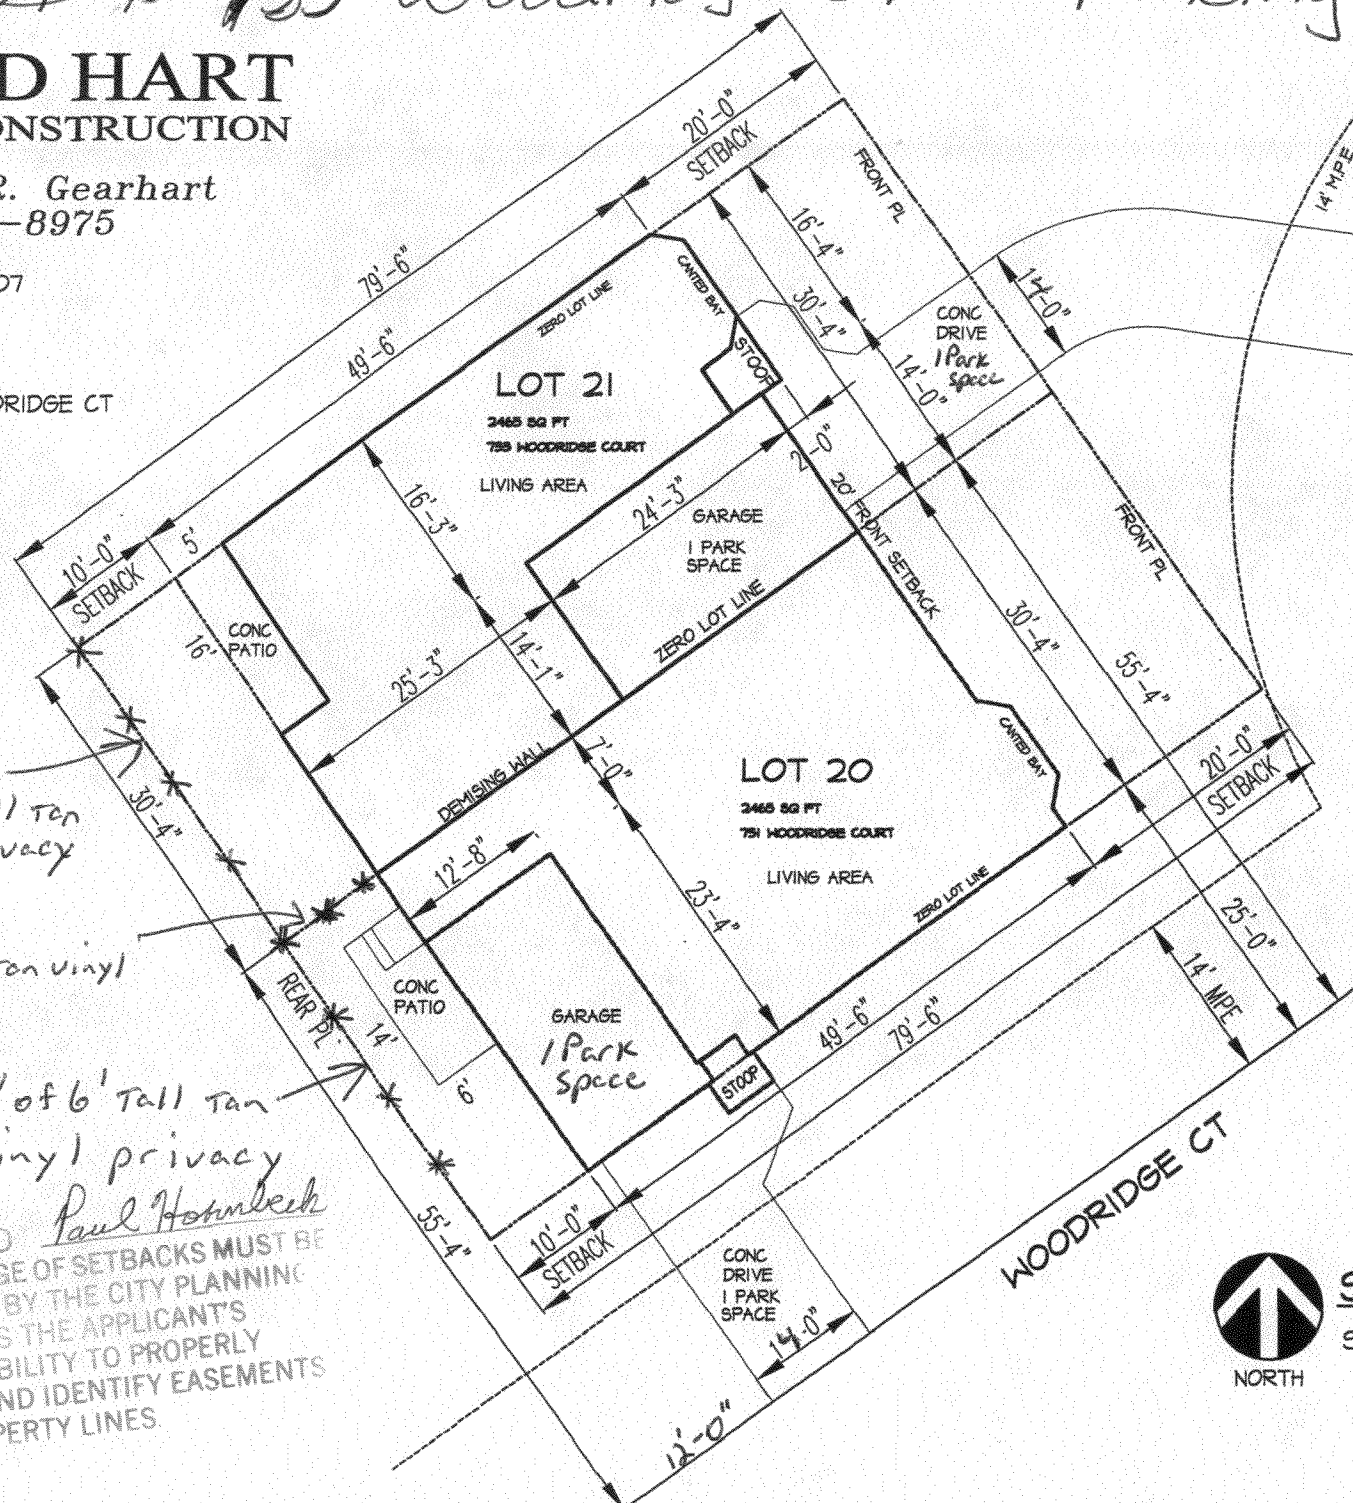 D HART
ONSTRUCTION
R. Gearhart
-8975
07
DRIDGE CT
20'-0"
SETBACK
79'-6"
49'-6"
FRONT PL
14' MPE
16'-4"
30'-4"
CANTED BAY
ZERO LOT LINE
STOOP
CONC
DRIVE
1 Park
space
14'-0"
14'-0"
LOT 21
2465 SQ FT
755 WOODRIDGE COURT
LIVING AREA
10'-0"
SETBACK
5'
16'
CONC
PATIO
16'-3"
24'-3"
GARAGE
1 PARK
SPACE
2'-0"
20' FRONT SETBACK
ZERO LOT LINE
14'-1"
25'-3"
DEMISING WALL
7'-0"
30'-4"
55'-4"
FRONT PL
CANTED BAY
20'-0"
SETBACK
LOT 20
2465 SQ FT
751 WOODRIDGE COURT
LIVING AREA
ZERO LOT LINE
30'-4"
l Tan
vacy
12'-8"
23'-4"
25'-0"
14' MPE
Tan vinyl
REAR PL
CONC
PATIO
14'
6'
GARAGE
1 Park
space
STOOP
49'-6"
79'-6"
' of 6' Tall Tan
inyl privacy
Paul Hornbeck
GE OF SETBACKS MUST BE
BY THE CITY PLANNING
S THE APPLICANT'S
BILITY TO PROPERLY
ND IDENTIFY EASEMENTS
PERTY LINES.
55'-4"
10'-0"
SETBACK
CONC
DRIVE
1 PARK
SPACE
14'-0"
12'-0"
WOODRIDGE CT
NORTH